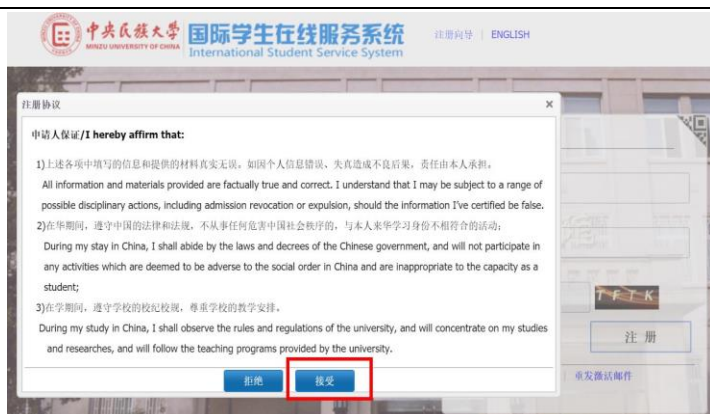 中央民族大学 国际学生在线服务系统 注册向导 | ENGLISH
MINZU UNIVERSITY OF CHINA International Student Service System
注册协议 ×
申请人保证/I hereby affirm that:
1)上述各项中填写的信息和提供的材料真实无误。如因个人信息错误、失真造成不良后果，责任由本人承担。
All information and materials provided are factually true and correct. I understand that I may be subject to a range of
possible disciplinary actions, including admission revocation or expulsion, should the information I've certified be false.
2)在华期间，遵守中国的法律和法规，不从事任何危害中国社会秩序的、与本人来华学习身份不相符合的活动；
During my stay in China, I shall abide by the laws and decrees of the Chinese government, and will not participate in
any activities which are deemed to be adverse to the social order in China and are inappropriate to the capacity as a
student;
3)在学期间，遵守学校的校纪校规，尊重学校的教学安排。
During my study in China, I shall observe the rules and regulations of the university, and will concentrate on my studies
and researches, and will follow the teaching programs provided by the university.
拒绝 接受
TFTK
注册
重发激活邮件